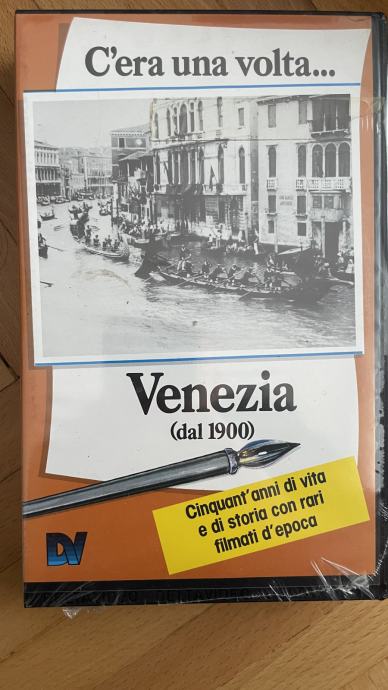 C'era una volta...
Venezia
(dal 1900)
Cinquant'anni di vita
e di storia con rari
filmati d'epoca
DV